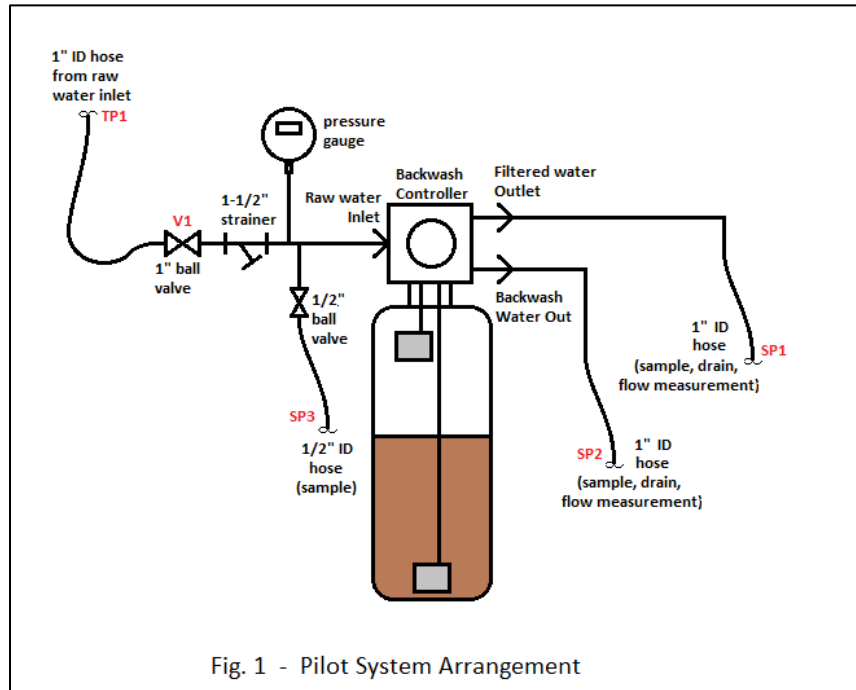 1" ID hose
from raw
water inlet
TP1
pressure
gauge
V1
1" ball
valve
1-1/2"
strainer
Raw water
Inlet
Backwash
Controller
Filtered water
Outlet
Backwash
Water Out
1/2"
ball
valve
SP3
1/2" ID
hose
(sample)
1" ID
hose
SP1
(sample, drain,
flow measurement)
SP2
1" ID
hose
(sample, drain,
flow measurement)
Fig. 1 - Pilot System Arrangement